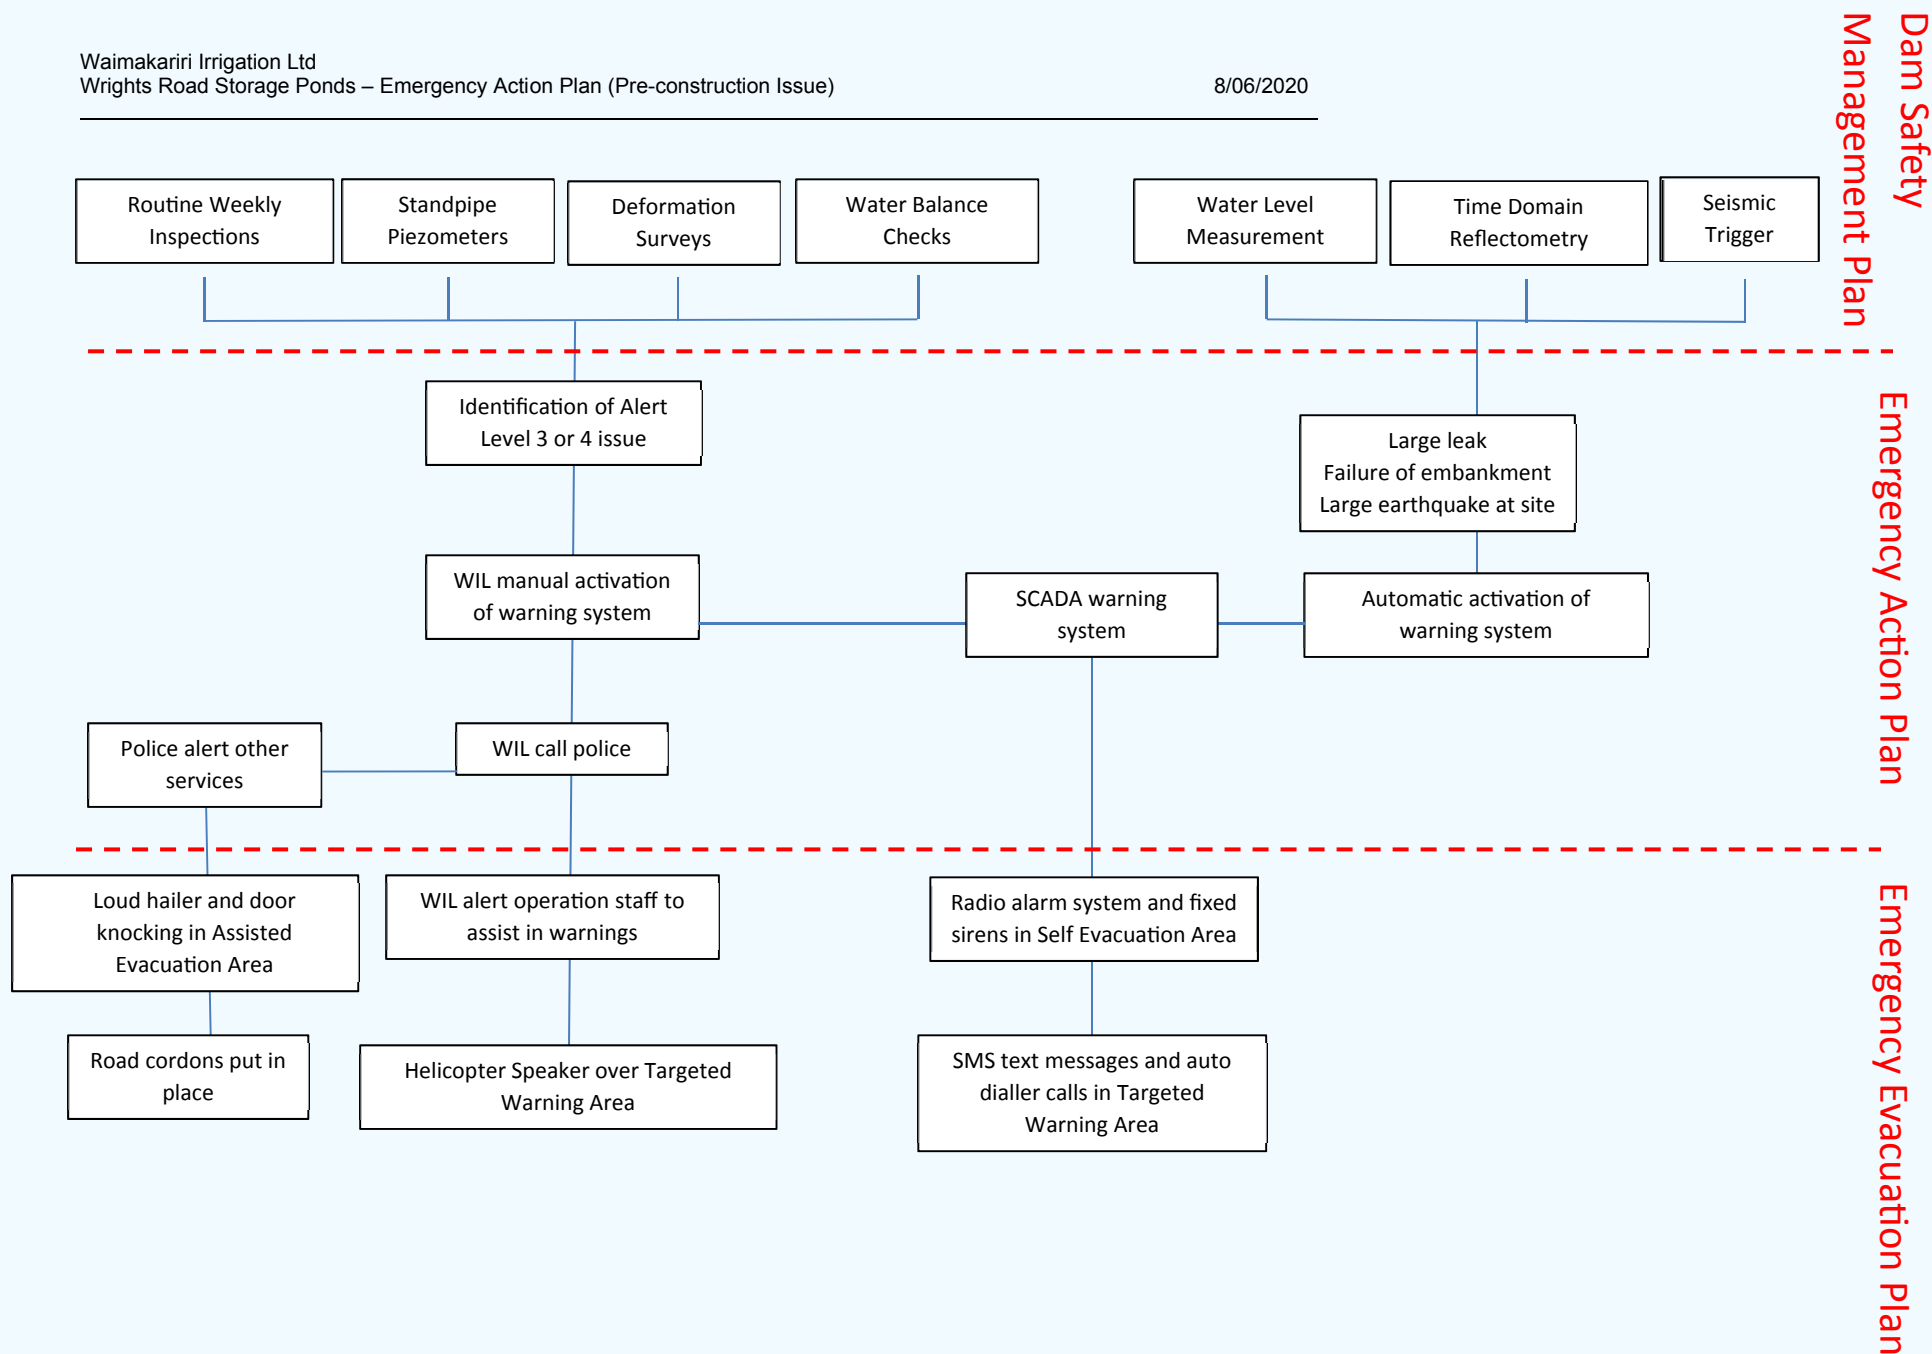 Waimakariri Irrigation Ltd
Wrights Road Storage Ponds – Emergency Action Plan (Pre-construction Issue) 8/06/2020
Dam Safety
Management Plan
Routine Weekly
Inspections
Standpipe
Piezometers
Deformation
Surveys
Water Balance
Checks
Water Level
Measurement
Time Domain
Reflectometry
Seismic
Trigger
Emergency Action Plan
Identification of Alert
Level 3 or 4 issue
Large leak
Failure of embankment
Large earthquake at site
WIL manual activation
of warning system
SCADA warning
system
Automatic activation of
warning system
Police alert other
services
WIL call police
Emergency Evacuation Plan
Loud hailer and door
knocking in Assisted
Evacuation Area
WIL alert operation staff to
assist in warnings
Radio alarm system and fixed
sirens in Self Evacuation Area
Road cordons put in
place
Helicopter Speaker over Targeted
Warning Area
SMS text messages and auto
dialler calls in Targeted
Warning Area